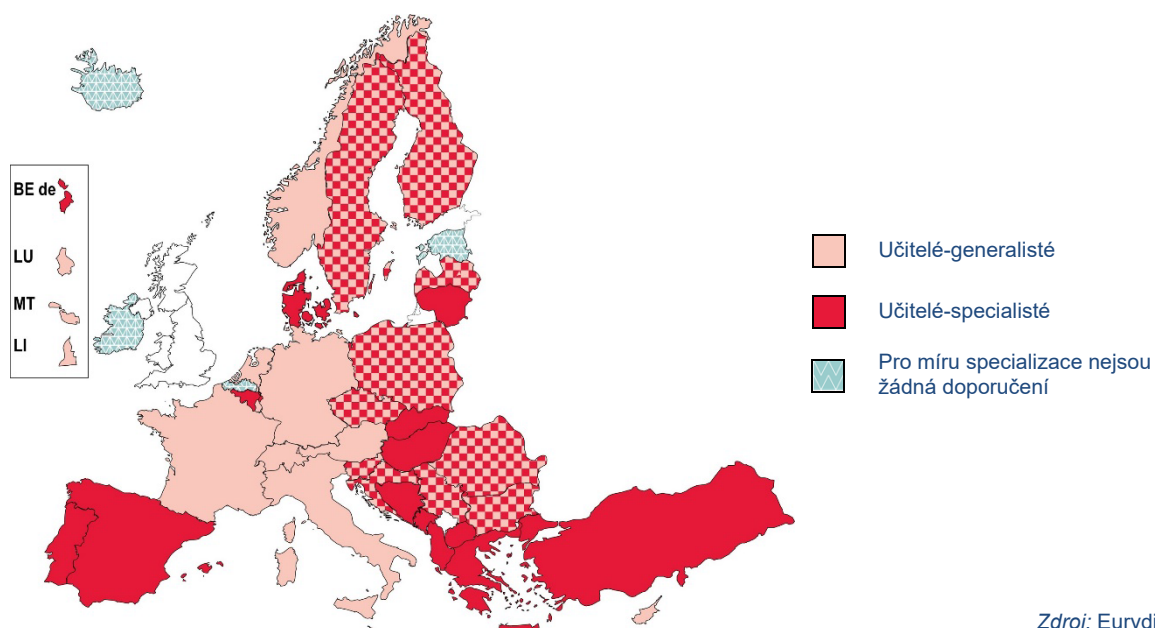 BE de
LU
MT
LI
Učitelé-generalisté
Učitelé-specialisté
Pro míru specializace nejsou
žádná doporučení
Zdroj: